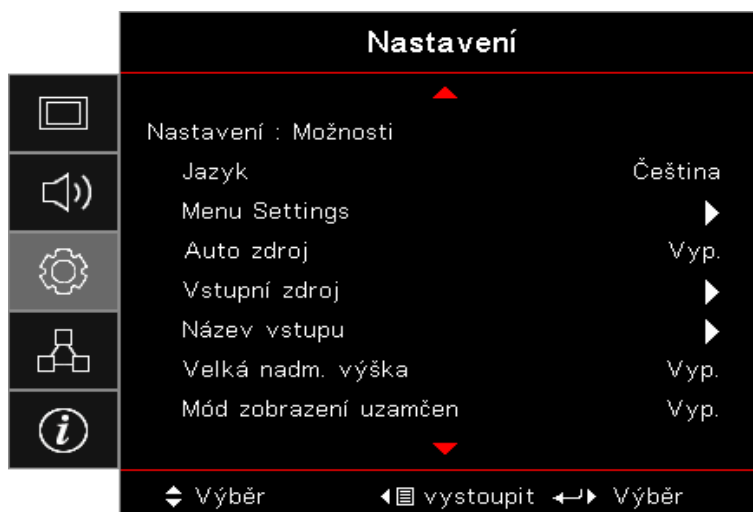 Nastavení
Nastavení : Možnosti
Jazyk Čeština
Menu Settings
Auto zdroj Vyp.
Vstupní zdroj
Název vstupu
Velká nadm. výška Vyp.
Mód zobrazení uzamčen Vyp.
Výběr vystoupit Výběr